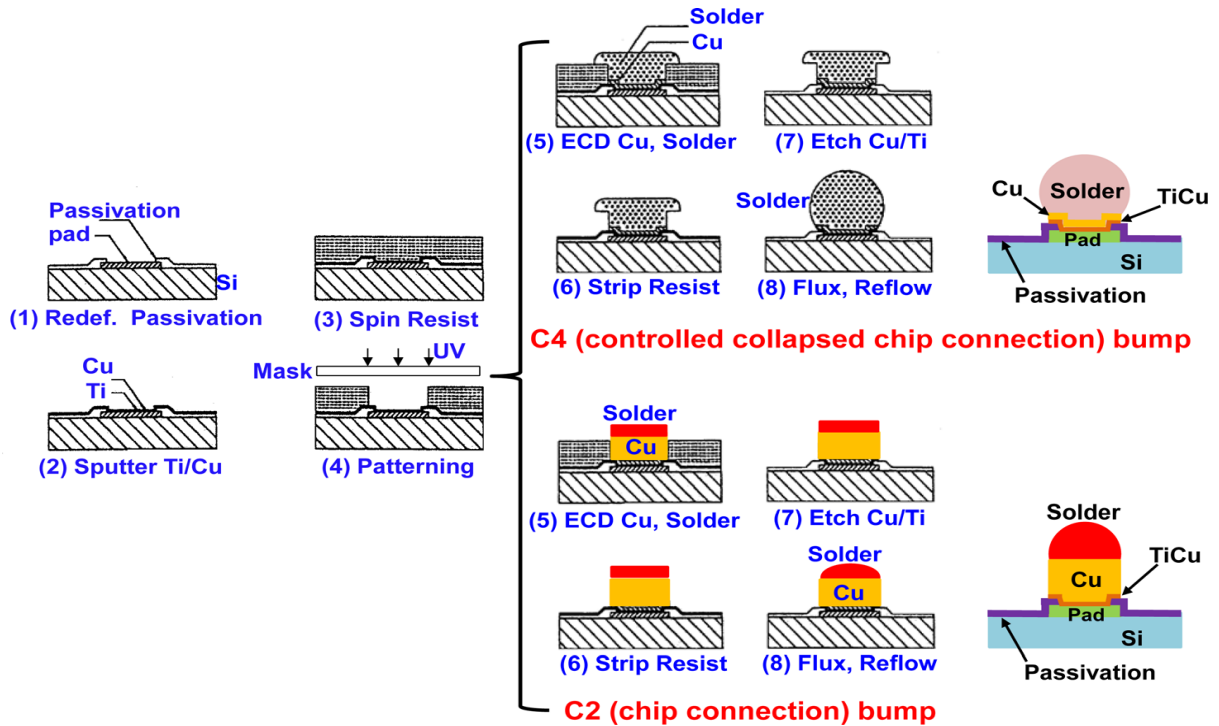 Passivation
pad
Si
(1) Redef. Passivation
Cu
Ti
(2) Sputter Ti/Cu
(3) Spin Resist
UV
Mask
(4) Patterning
Solder
Cu
(5) ECD Cu, Solder
(7) Etch Cu/Ti
Solder
(6) Strip Resist
(8) Flux, Reflow
Cu
Solder
TiCu
Pad
Si
Passivation
C4 (controlled collapsed chip connection) bump
Solder
Cu
(5) ECD Cu, Solder
(7) Etch Cu/Ti
Solder
Cu
(6) Strip Resist
(8) Flux, Reflow
Solder
TiCu
Cu
Pad
Si
Passivation
C2 (chip connection) bump